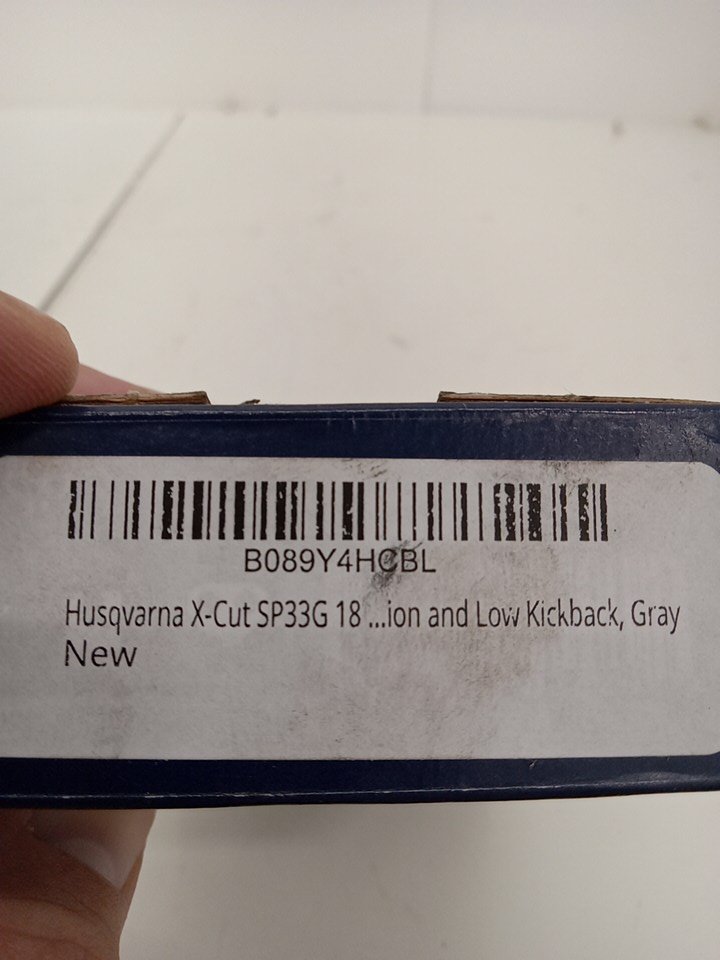 B089Y4HCBL
Husqvarna X-Cut SP33G 18 ...ion and Low Kickback, Gray
New